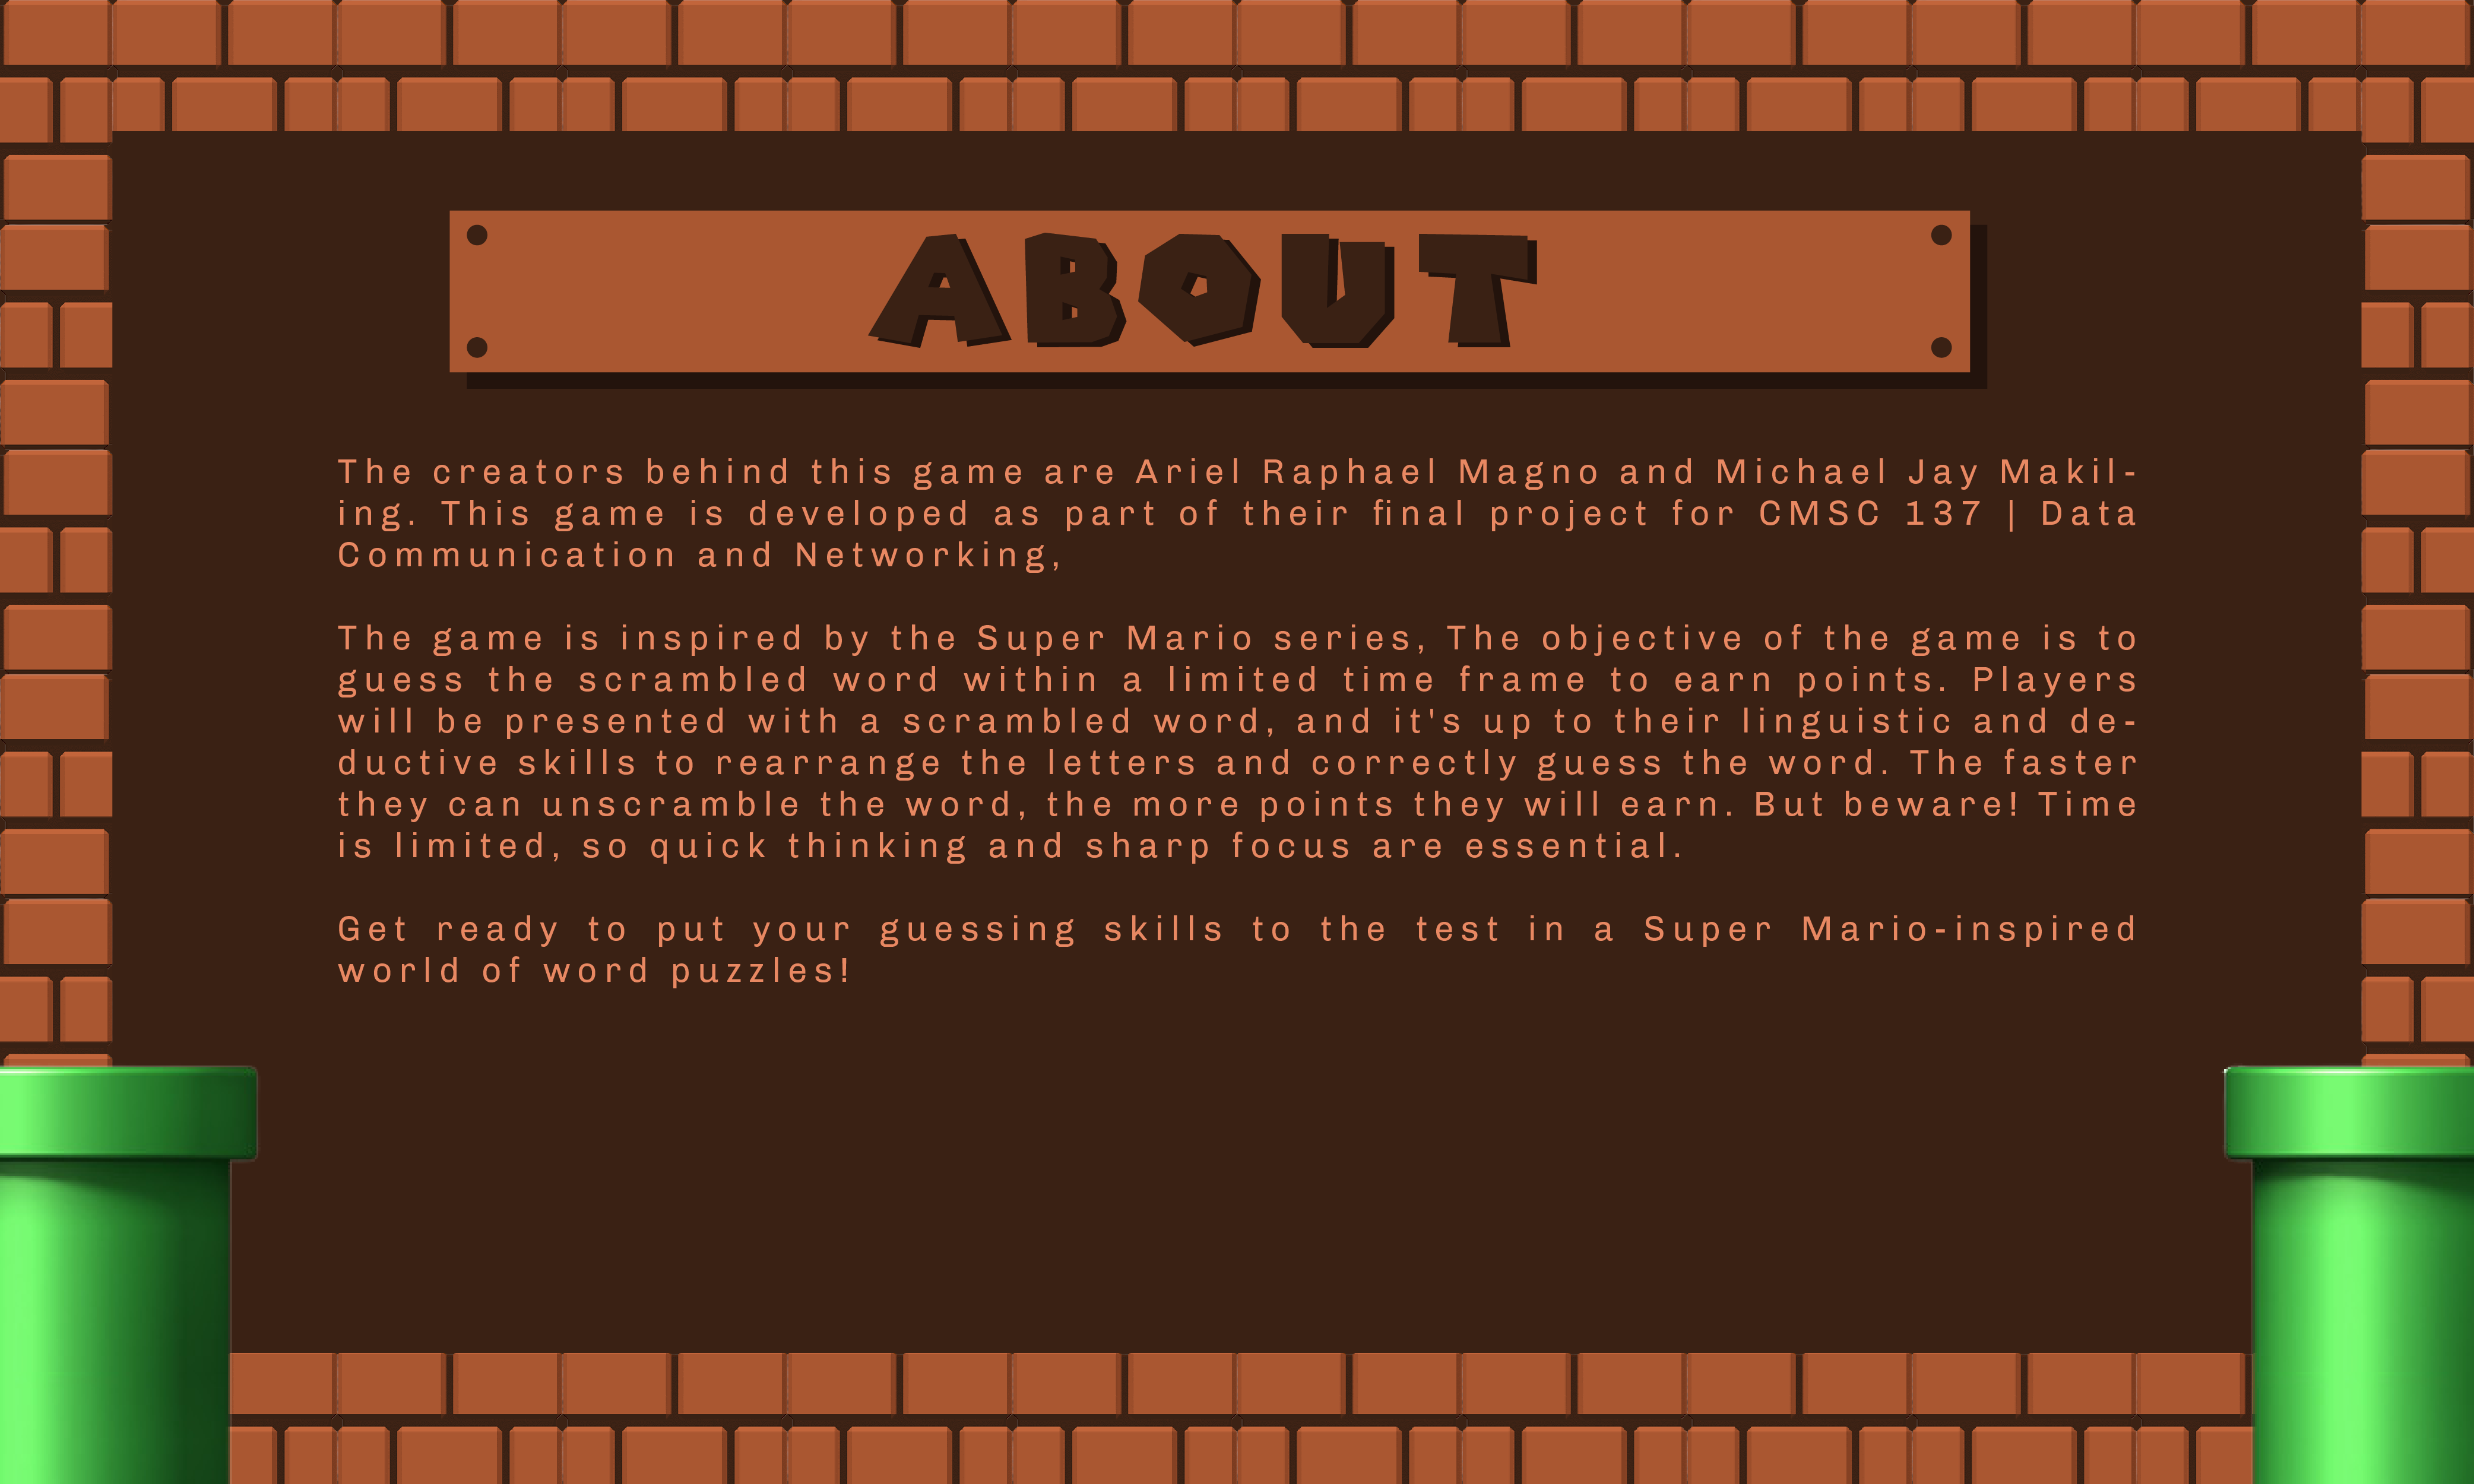 ABOUT
The creators behind this game are Ariel Raphael Magno and Michael Jay Makil-
ing. This game is developed as part of their final project for CMSC 137 | Data
Communication and Networking,
The game is inspired by the Super Mario series, The objective of the game is to
guess the scrambled word within a limited time frame to earn points. Players
will be presented with a scrambled word, and it's up to their linguistic and de-
ductive skills to rearrange the letters and correctly guess the word. The faster
they can unscramble the word, the more points they will earn. But beware! Time
is limited, so quick thinking and sharp focus are essential.
Get ready to put your guessing skills to the test in a Super Mario-inspired
world of word puzzles!